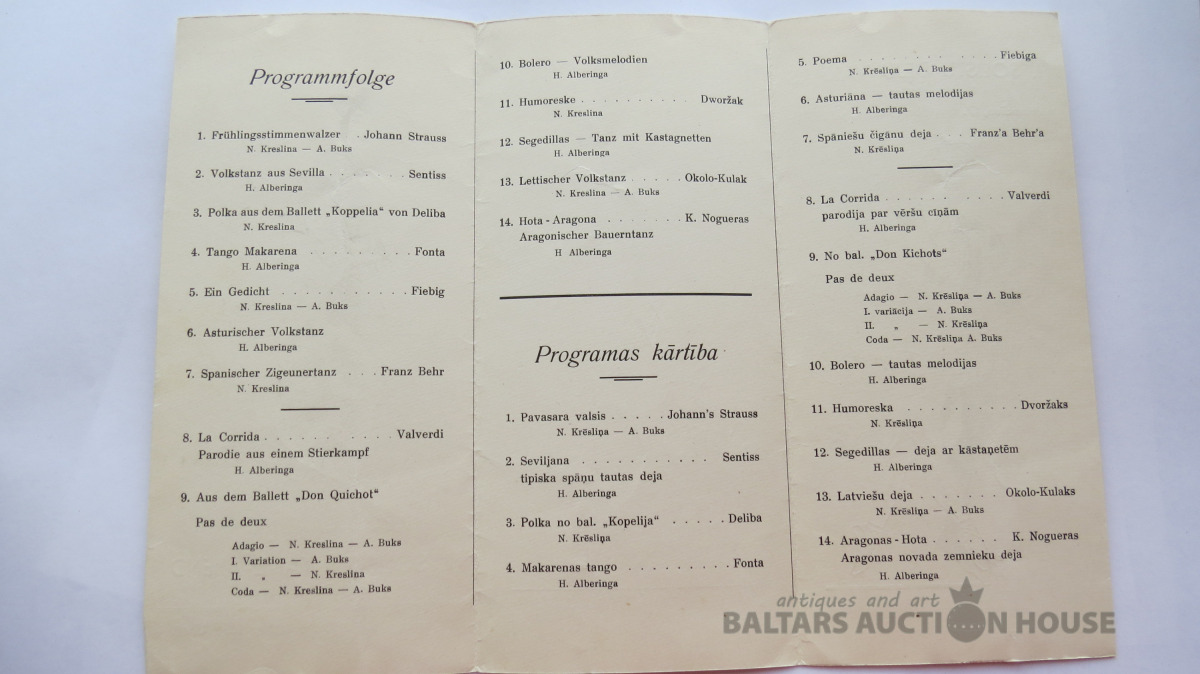 Programmfolge
1. Frühlingsstimmenwalzer . . Johann Strauss
N. Kreslina — A. Buks
2. Volkstanz aus Sevilla . . . . . . . Sentiss
H. Alberinga
3. Polka aus dem Ballett „Koppelia“ von Deliba
N. Kreslina
4. Tango Makarena . . . . . . . . . Fonta
H. Alberinga
5. Ein Gedicht . . . . . . . . . . . Fiebig
N. Kreslina — A. Buks
6. Asturischer Volkstanz
H. Alberinga
7. Spanischer Zigeunertanz . . . Franz Behr
N. Kreslina
8. La Corrida . . . . . . . . . . Valverdi
Parodie aus einem Stierkampf
H. Alberinga
9. Aus dem Ballett „Don Quichot“
Pas de deux
Adagio — N. Kreslina — A. Buks
I. Variation — A. Buks
II. „ — N. Kreslina
Coda — N. Kreslina — A. Buks
10. Bolero — Volksmelodien
H. Alberinga
11. Humoreske . . . . . . . . . . Dworžak
N. Kreslina
12. Segedillas — Tanz mit Kastagnetten
H. Alberinga
13. Lettischer Volkstanz . . . . . Okolo-Kulak
N. Kreslina — A. Buks
14. Hota - Aragona . . . . . . . K. Nogueras
Aragonischer Bauerntanz
H Alberinga
Programas kārtība
1. Pavasara valsis . . . . . Johann's Strauss
N. Krēsliņa — A. Buks
2. Seviljana . . . . . . . . . . . Sentiss
tipiska spāņu tautas deja
H. Alberinga
3. Polka no bal. „Kopelija“ . . . . . Deliba
N. Krēsliņa
4. Makarenas tango . . . . . . . . . Fonta
H. Alberinga
5. Poema . . . . . . . . . . . . Fiebiga
N. Krēsliņa — A. Buks
6. Asturiāna — tautas melodijas
H. Alberinga
7. Spāniešu čigānu deja . . . Franz'a Behr'a
N. Krēsliņa
8. La Corrida . . . . . . . . . . Valverdi
parodija par vēršu cīņām
H. Alberinga
9. No bal. „Don Kichots“
Pas de deux
Adagio — N. Krēsliņa — A. Buks
I. variācija — A. Buks
II. „ — N. Krēsliņa
Coda — N. Krēsliņa A. Buks
10. Bolero — tautas melodijas
H. Alberinga
11. Humoreska . . . . . . . . . . Dvoržaks
N. Krēsliņa
12. Segedillas — deja ar kāstaņetēm
H. Alberinga
13. Latviešu deja . . . . . . . Okolo-Kulaks
N. Krēsliņa — A. Buks
14. Aragonas - Hota . . . . . . K. Nogueras
Aragonas novada zemnieku deja
H. Alberinga
antiques and art
BALTARS AUCTION HOUSE